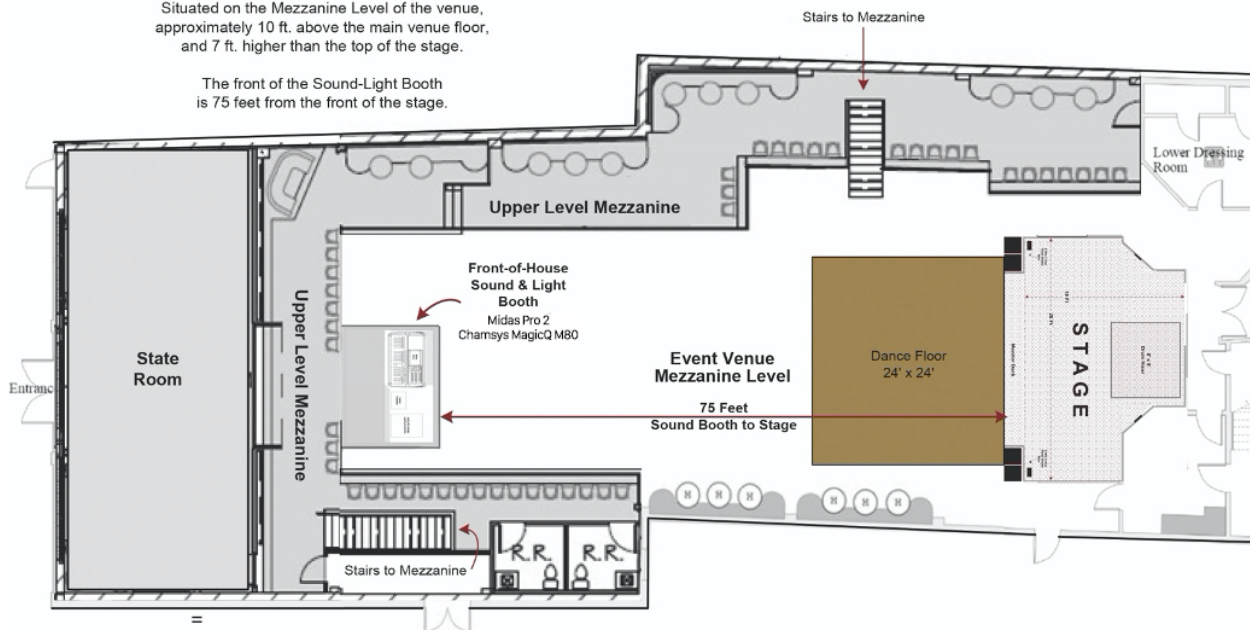 Situated on the Mezzanine Level of the venue,
approximately 10 ft. above the main venue floor,
and 7 ft. higher than the top of the stage.
The front of the Sound-Light Booth
is 75 feet from the front of the stage.
Stairs to Mezzanine
Lower Dressing
Room
Upper Level Mezzanine
Front-of-House
Sound & Light
Booth
Midas Pro 2
Chamsys MagicQ M80
Upper Level Mezzanine
State
Room
Entranc
Event Venue
Mezzanine Level
75 Feet
Sound Booth to Stage
Dance Floor
24' x 24'
STAGE
H H H
H H H
R.R.
R.R.
Stairs to Mezzanine
=